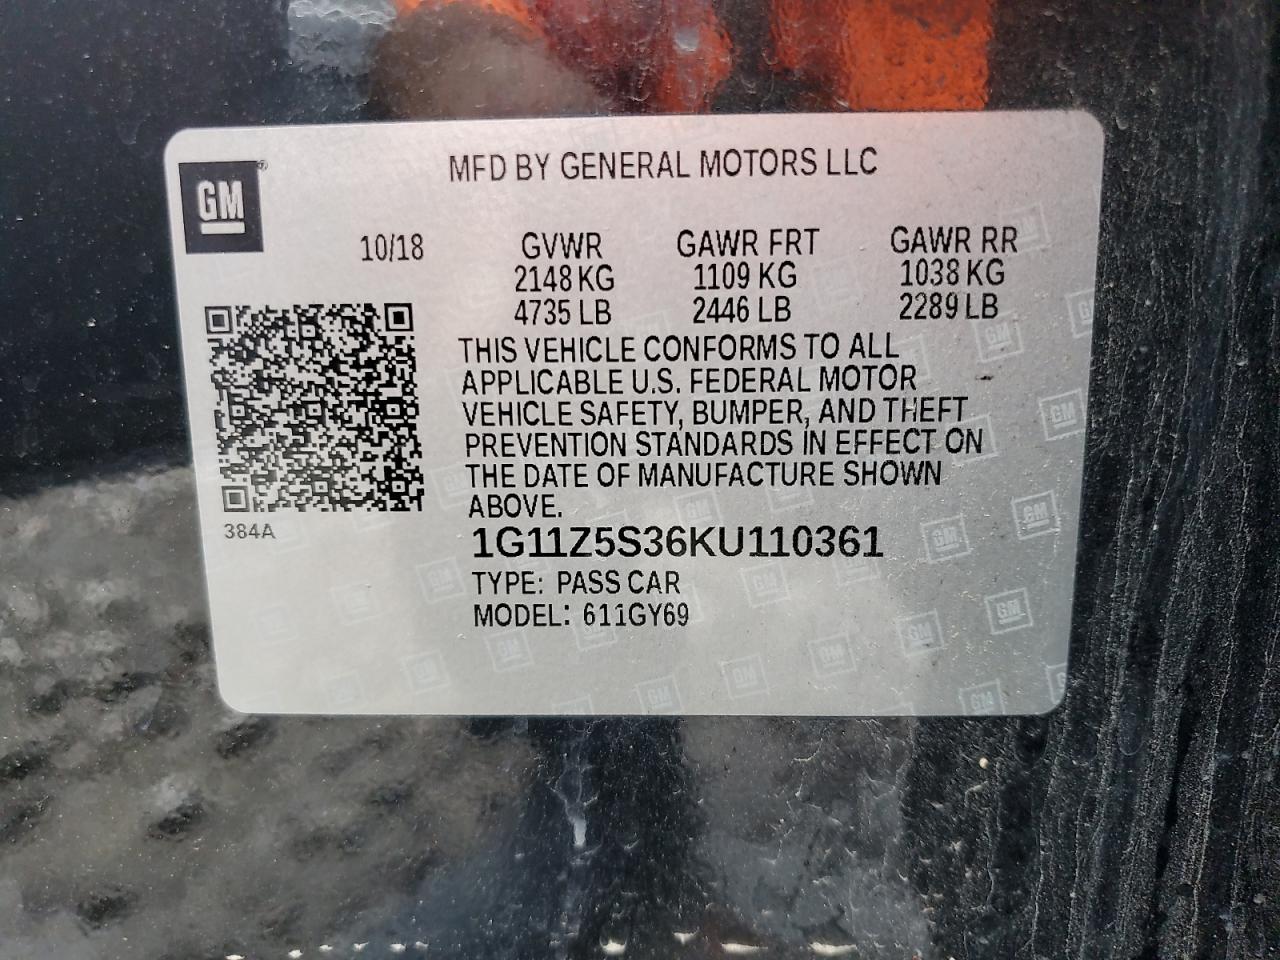 MFD BY GENERAL MOTORS LLC
GM®
10/18 GVWR GAWR FRT GAWR RR
2148 KG 1109 KG 1038 KG
4735 LB 2446 LB 2289 LB
THIS VEHICLE CONFORMS TO ALL
APPLICABLE U.S. FEDERAL MOTOR
VEHICLE SAFETY, BUMPER, AND THEFT
PREVENTION STANDARDS IN EFFECT ON
THE DATE OF MANUFACTURE SHOWN
ABOVE.
384A
1G11Z5S36KU110361
TYPE: PASS CAR
MODEL: 611GY69